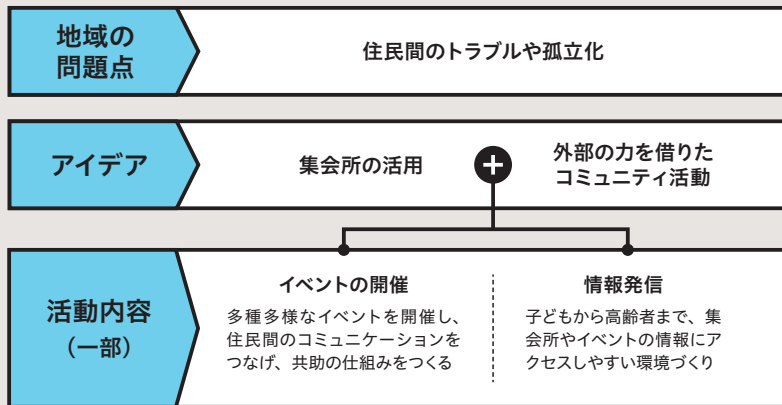 地域の
問題点
住民間のトラブルや孤立化
アイデア
集会所の活用
+
外部の力を借りた
コミュニティ活動
活動内容
（一部）
イベントの開催
多種多様なイベントを開催し、
住民間のコミュニケーションを
つなげ、共助の仕組みをつくる
情報発信
子どもから高齢者まで、集
会所やイベントの情報にア
クセスしやすい環境づくり